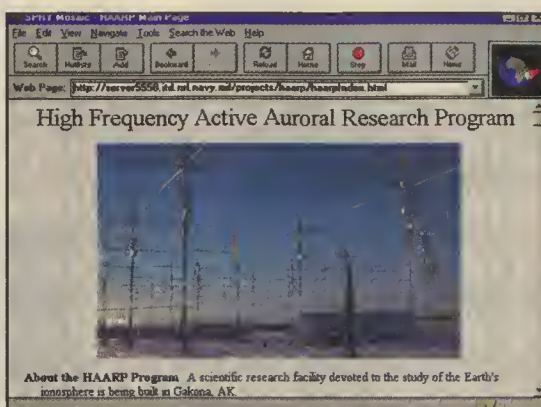 SPRY Mosaic - HAARP Main Page
File Edit View Navigate Tools Search the Web Help
Search Hotlists Add Backward Reload Home Stop Mail News
Web Page: http://server5550.itd.nrl.navy.mil/projects/haarp/haarpindex.html
High Frequency Active Auroral Research Program
About the HAARP Program A scientific research facility devoted to the study of the Earth's
ionosphere is being built in Gakona, AK